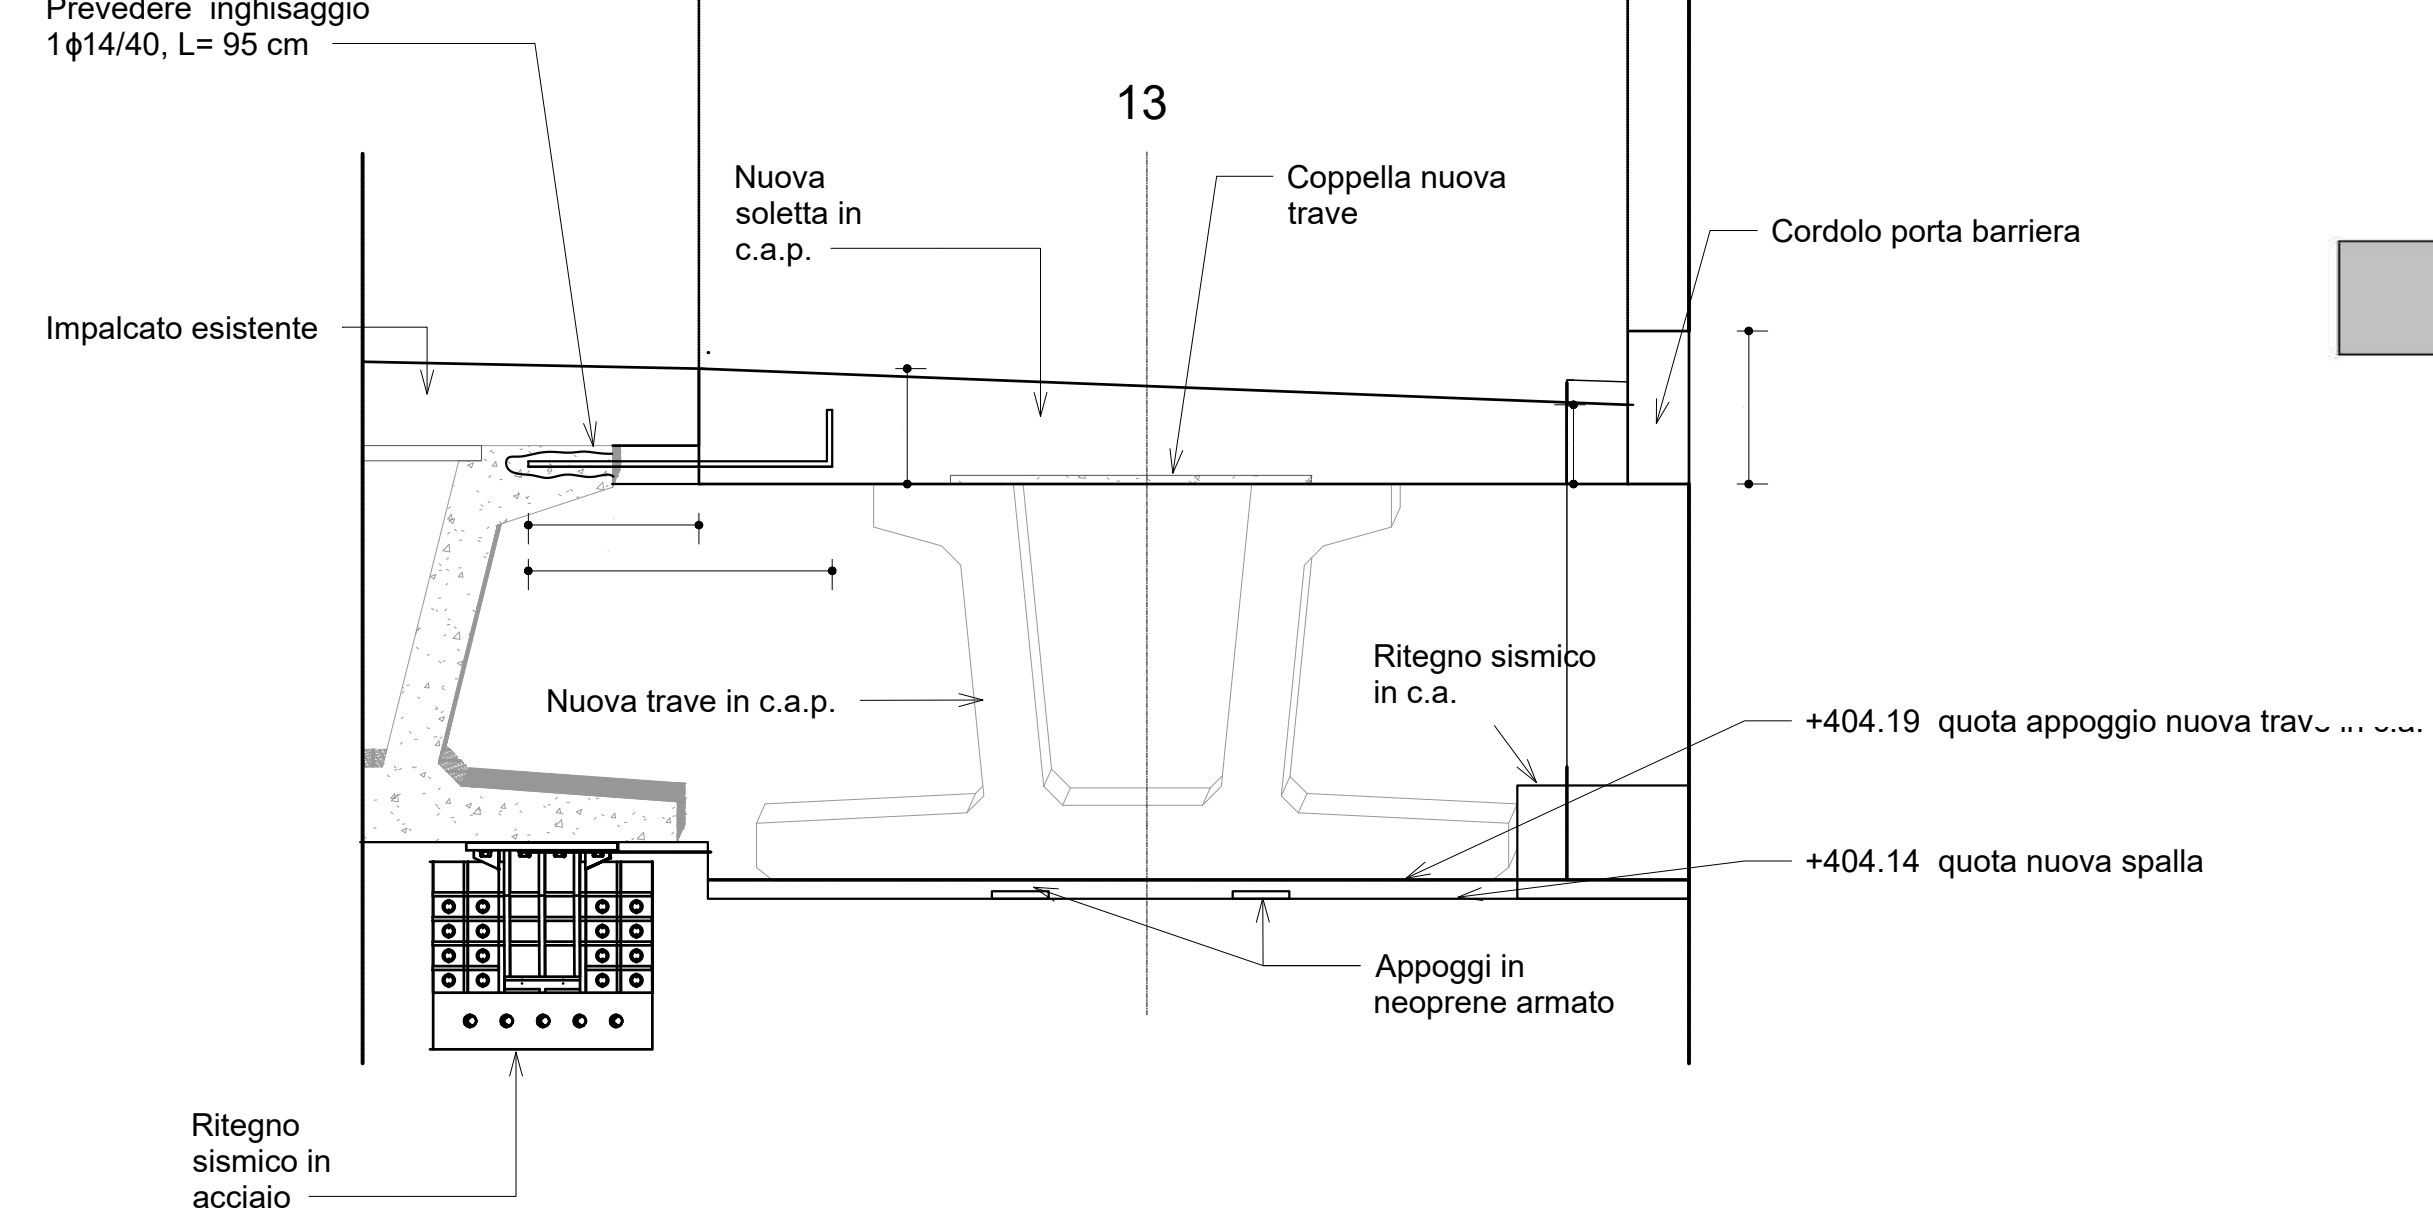 Prevedere inghisaggio
1ϕ14/40, L= 95 cm
13
Nuova
soletta in
c.a.p.
Coppella nuova
trave
Cordolo porta barriera
Impalcato esistente
Ritegno sismico
in c.a.
Nuova trave in c.a.p.
+404.19 quota appoggio nuova trave in c.a.
+404.14 quota nuova spalla
Appoggi in
neoprene armato
Ritegno
sismico in
acciaio